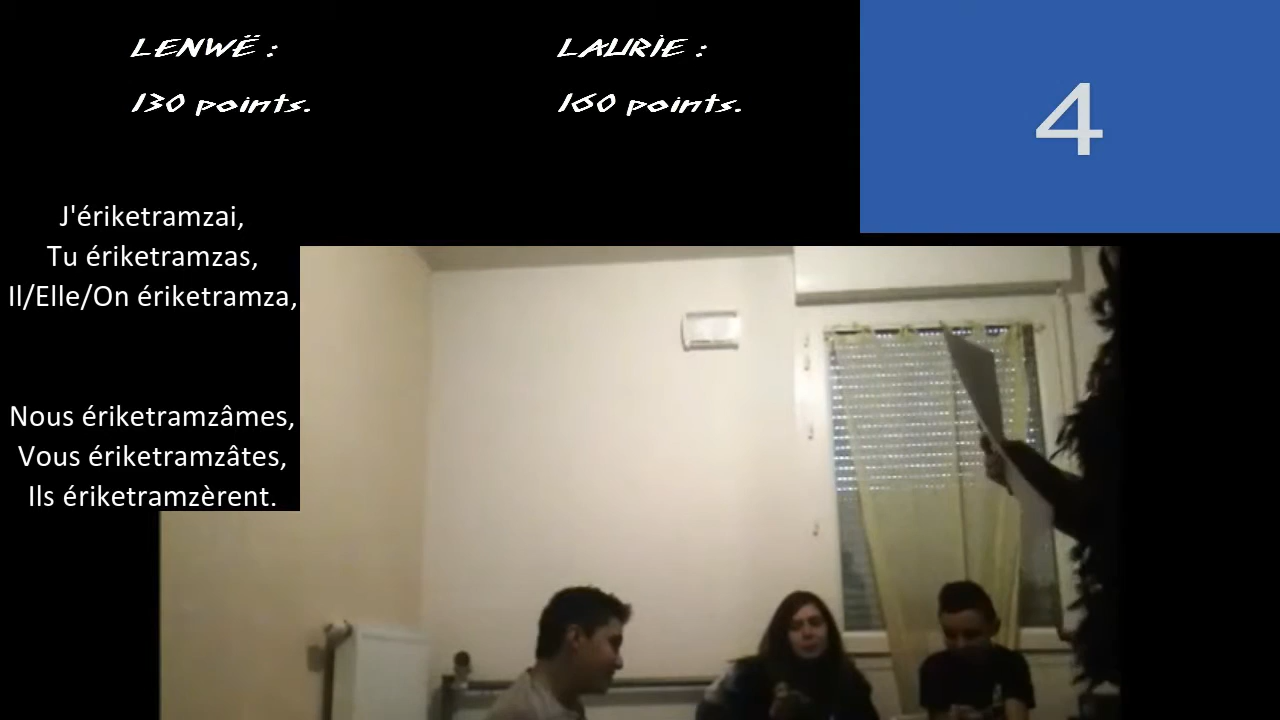 LENWË :
130 points.
LAURIE :
160 points.
4
J'ériketramzai,
Tu ériketramzas,
Il/Elle/On ériketramza,
Nous ériketramzâmes,
Vous ériketramzâtes,
Ils ériketramzèrent.